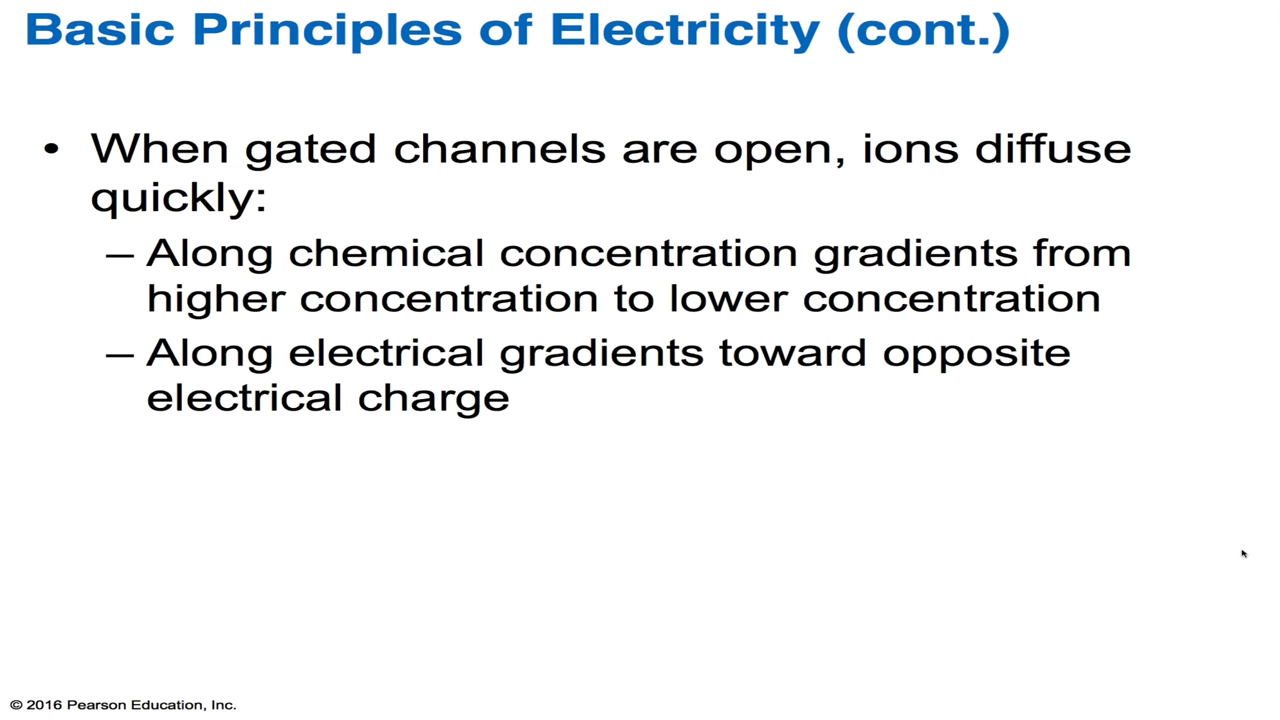 Basic Principles of Electricity (cont.)
• When gated channels are open, ions diffuse
quickly:
– Along chemical concentration gradients from
higher concentration to lower concentration
– Along electrical gradients toward opposite
electrical charge
© 2016 Pearson Education, Inc.